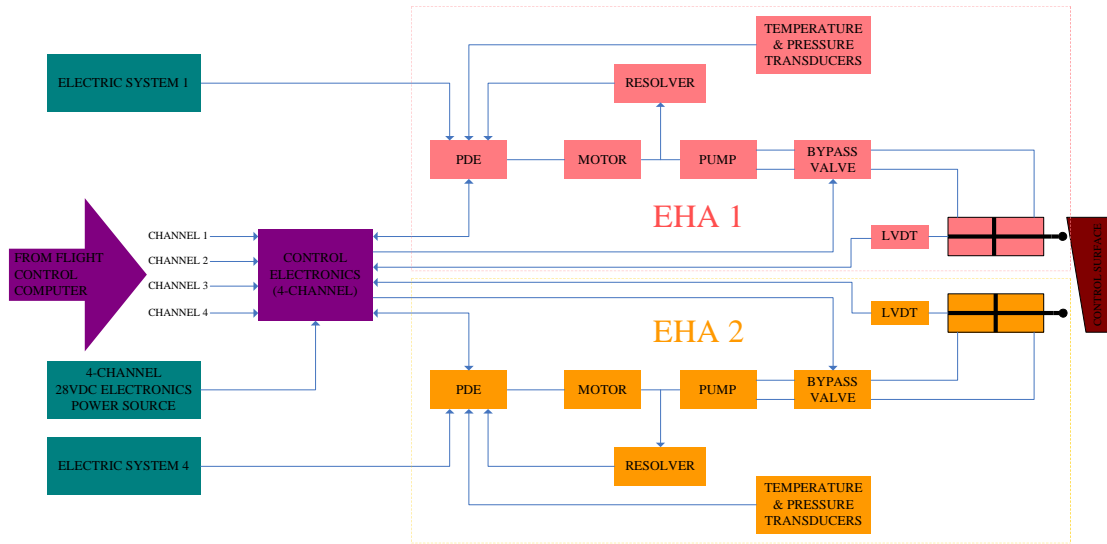 TEMPERATURE
& PRESSURE
TRANSDUCERS
ELECTRIC SYSTEM 1
RESOLVER
PDE
MOTOR
PUMP
BYPASS
VALVE
EHA 1
CHANNEL 1
CHANNEL 2
CHANNEL 3
CHANNEL 4
FROM FLIGHT
CONTROL
COMPUTER
CONTROL
ELECTRONICS
(4-CHANNEL)
LVDT
CONTROL SURFACE
LVDT
EHA 2
4-CHANNEL
28VDC ELECTRONICS
POWER SOURCE
PDE
MOTOR
PUMP
BYPASS
VALVE
ELECTRIC SYSTEM 4
RESOLVER
TEMPERATURE
& PRESSURE
TRANSDUCERS